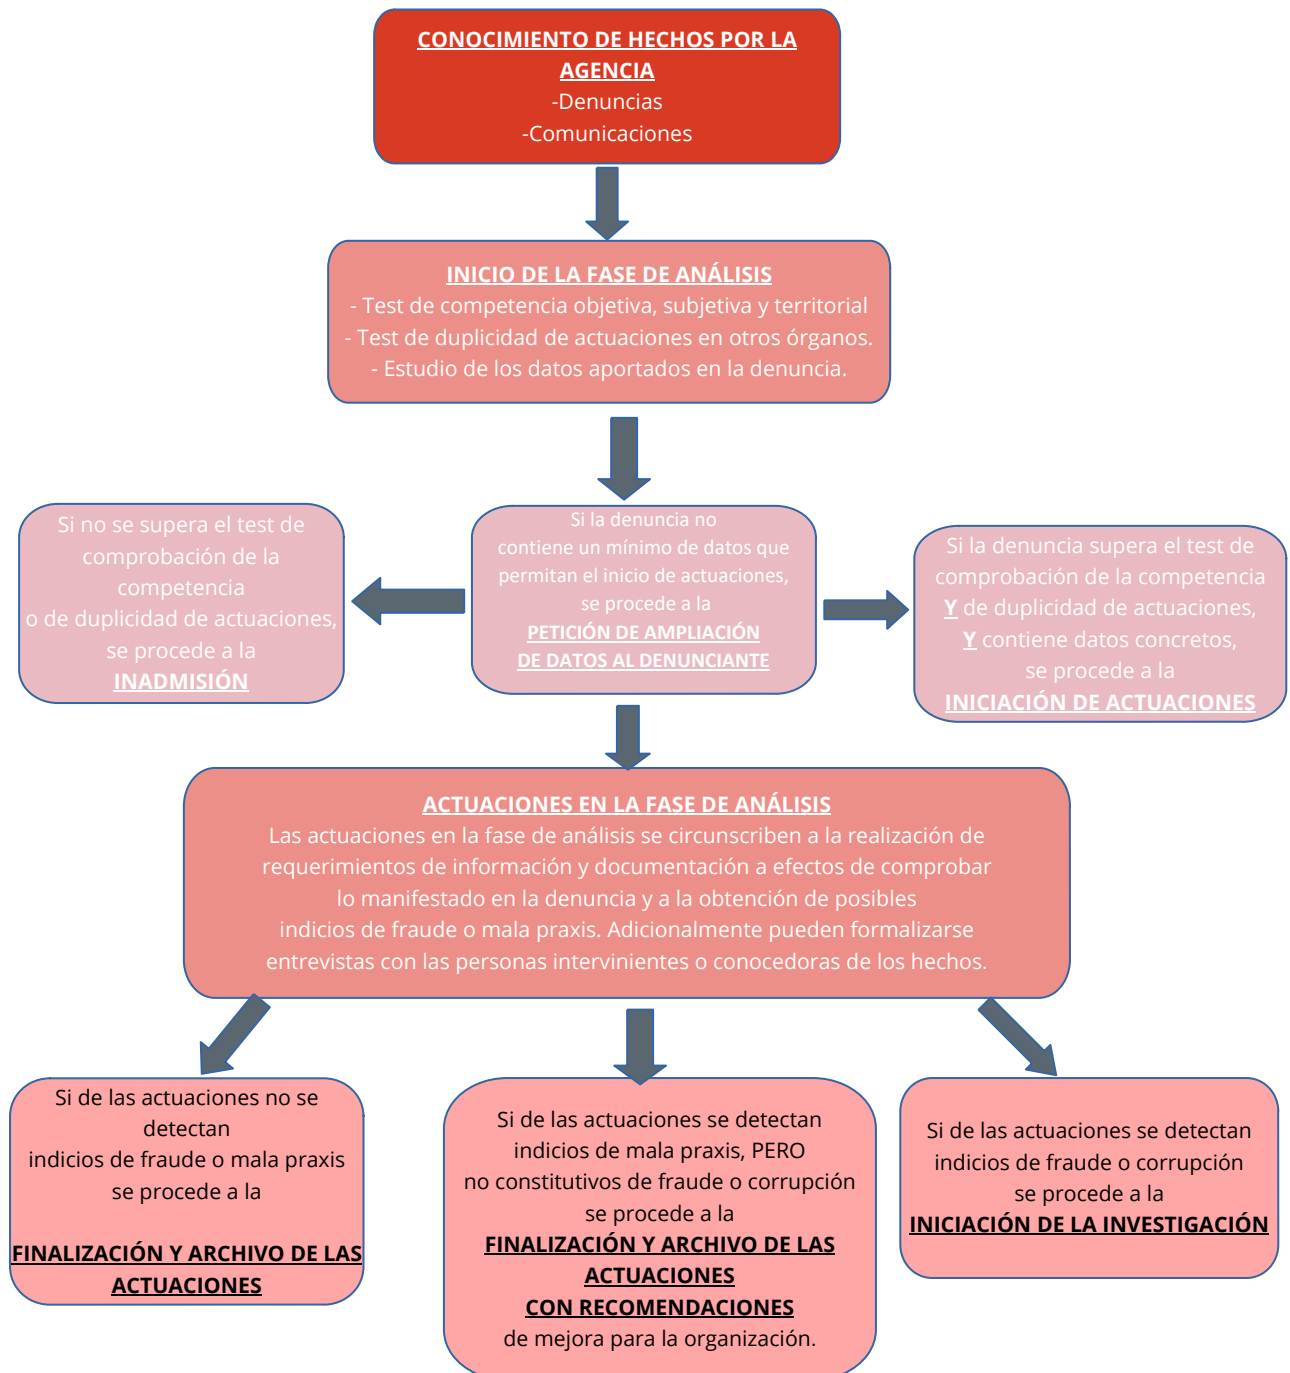 CONOCIMIENTO DE HECHOS POR LA
AGENCIA
-Denuncias
-Comunicaciones
INICIO DE LA FASE DE ANÁLISIS
- Test de competencia objetiva, subjetiva y territorial
- Test de duplicidad de actuaciones en otros órganos.
- Estudio de los datos aportados en la denuncia.
Si no se supera el test de
comprobación de la
competencia
o de duplicidad de actuaciones,
se procede a la
INADMISIÓN
Si la denuncia no
contiene un mínimo de datos que
permitan el inicio de actuaciones,
se procede a la
PETICIÓN DE AMPLIACIÓN
DE DATOS AL DENUNCIANTE
Si la denuncia supera el test de
comprobación de la competencia
Y de duplicidad de actuaciones,
Y contiene datos concretos,
se procede a la
INICIACIÓN DE ACTUACIONES
ACTUACIONES EN LA FASE DE ANÁLISIS
Las actuaciones en la fase de análisis se circunscriben a la realización de
requerimientos de información y documentación a efectos de comprobar
lo manifestado en la denuncia y a la obtención de posibles
indicios de fraude o mala praxis. Adicionalmente pueden formalizarse
entrevistas con las personas intervinientes o conocedoras de los hechos.
Si de las actuaciones no se
detectan
indicios de fraude o mala praxis
se procede a la
FINALIZACIÓN Y ARCHIVO DE LAS
ACTUACIONES
Si de las actuaciones se detectan
indicios de mala praxis, PERO
no constitutivos de fraude o corrupción
se procede a la
FINALIZACIÓN Y ARCHIVO DE LAS
ACTUACIONES
CON RECOMENDACIONES
de mejora para la organización.
Si de las actuaciones se detectan
indicios de fraude o corrupción
se procede a la
INICIACIÓN DE LA INVESTIGACIÓN